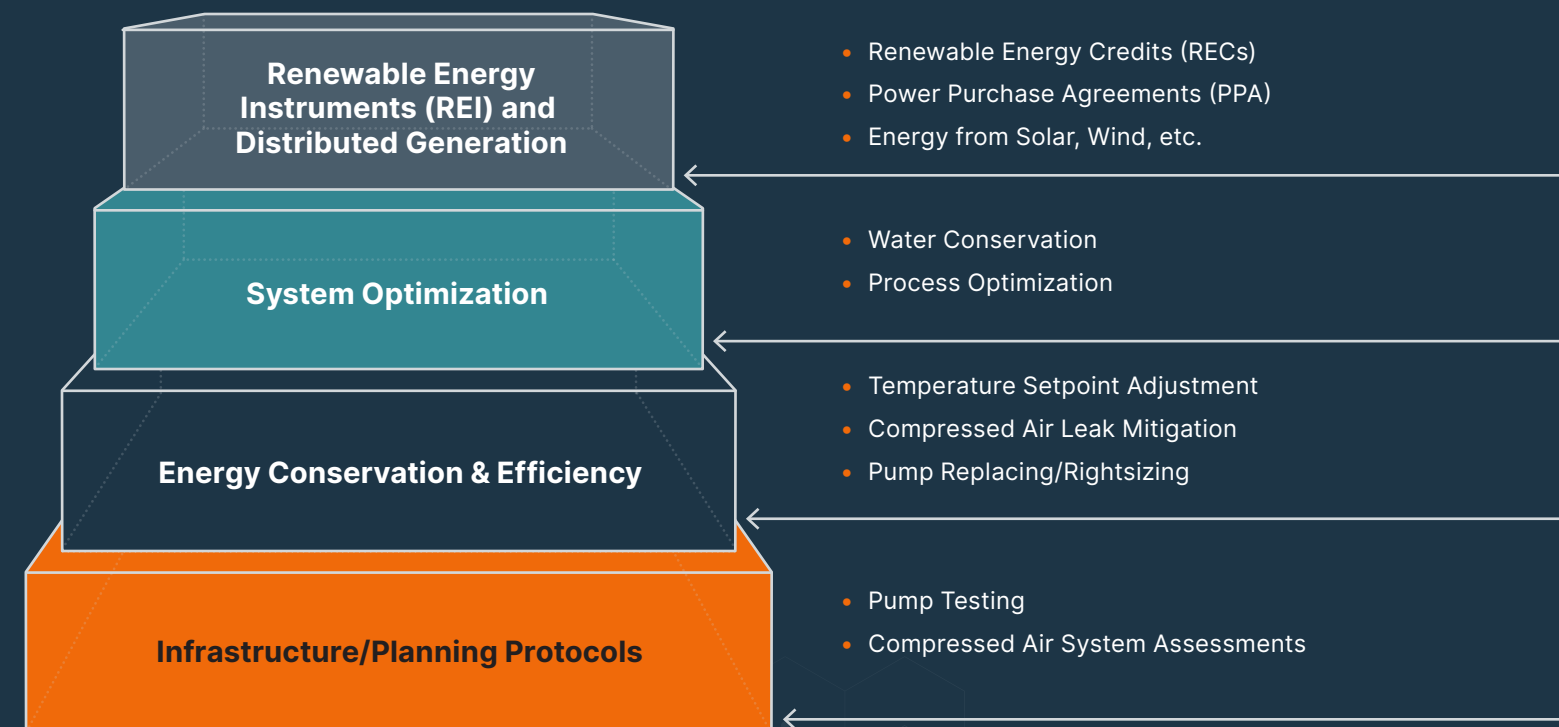 Renewable Energy
Instruments (REI) and
Distributed Generation
• Renewable Energy Credits (RECs)
• Power Purchase Agreements (PPA)
• Energy from Solar, Wind, etc.
System Optimization
• Water Conservation
• Process Optimization
Energy Conservation & Efficiency
• Temperature Setpoint Adjustment
• Compressed Air Leak Mitigation
• Pump Replacing/Rightsizing
Infrastructure/Planning Protocols
• Pump Testing
• Compressed Air System Assessments